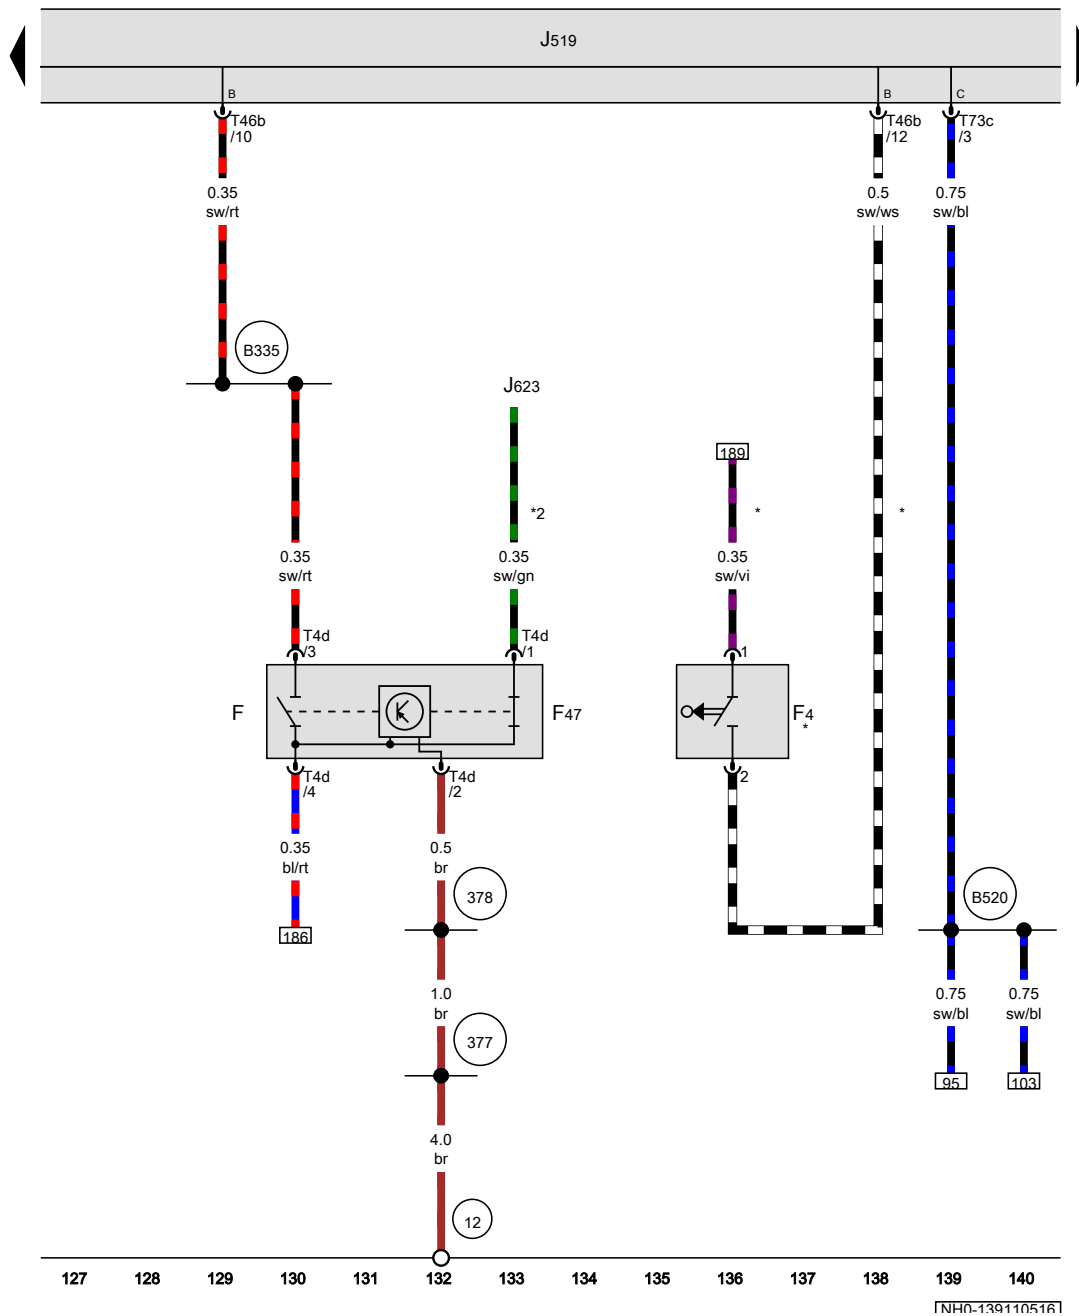 J519
B
B
C
T46b
/10
T46b
/12
T73c
/3
0.35
sw/rt
0.5
sw/ws
0.75
sw/bl
B335
J623
189
*2
*
*
0.35
sw/rt
0.35
sw/gn
0.35
sw/vi
T4d
/3
T4d
/1
1
F
F47
F4
*
T4d
/4
T4d
/2
2
0.35
bl/rt
0.5
br
378
B520
186
1.0
br
0.75
sw/bl
0.75
sw/bl
377
95
103
4.0
br
12
127 128 129 130 131 132 133 134 135 136 137 138 139 140
NH0-139110516